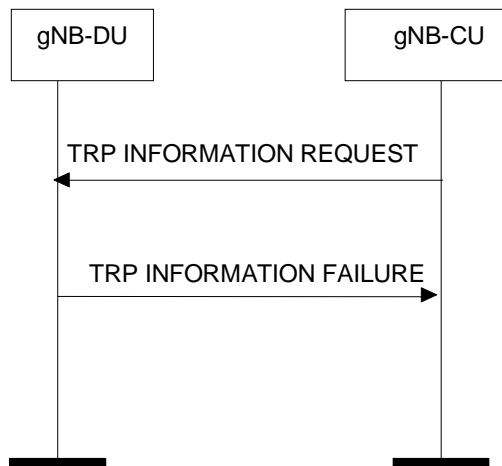 gNB-DU
gNB-CU
TRP INFORMATION REQUEST
TRP INFORMATION FAILURE